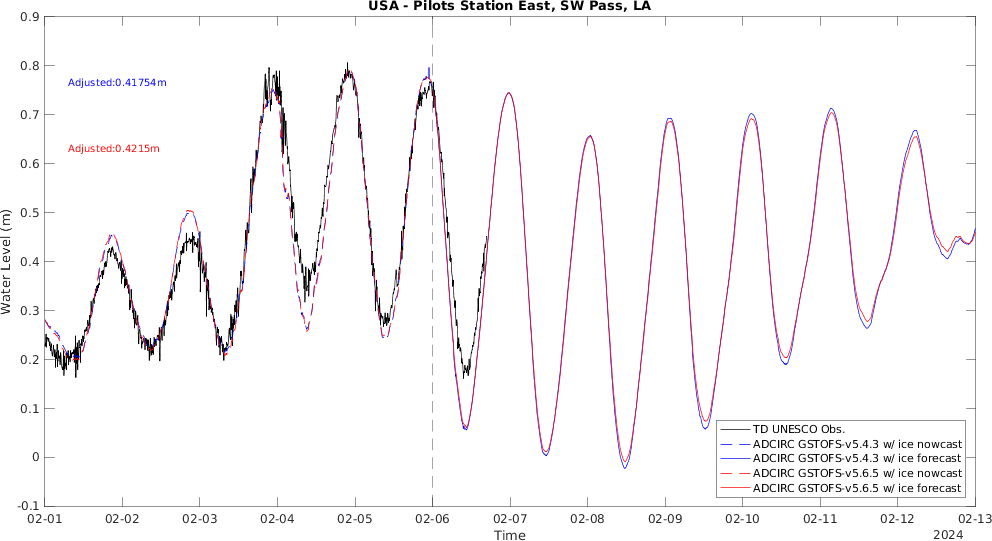 USA - Pilots Station East, SW Pass, LA
0.9
0.8
0.7
0.6
0.5
0.4
0.3
0.2
0.1
0
-0.1
Water Level (m)
Adjusted:0.41754m
Adjusted:0.4215m
TD UNESCO Obs.
ADCIRC GSTOFS-v5.4.3 w/ ice nowcast
ADCIRC GSTOFS-v5.4.3 w/ ice forecast
ADCIRC GSTOFS-v5.6.5 w/ ice nowcast
ADCIRC GSTOFS-v5.6.5 w/ ice forecast
02-01 02-02 02-03 02-04 02-05 02-06 02-07 02-08 02-09 02-10 02-11 02-12 02-13
Time
2024